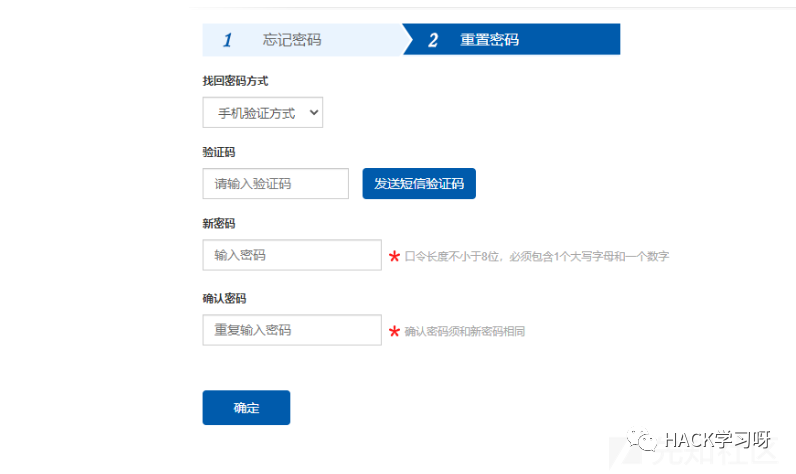 1 忘记密码 2 重置密码
找回密码方式
手机验证方式
验证码
请输入验证码 发送短信验证码
新密码
输入密码 * 口令长度不小于8位，必须包含1个大写字母和一个数字
确认密码
重复输入密码 * 确认密码须和新密码相同
确定
HACK学习呀
先知社区